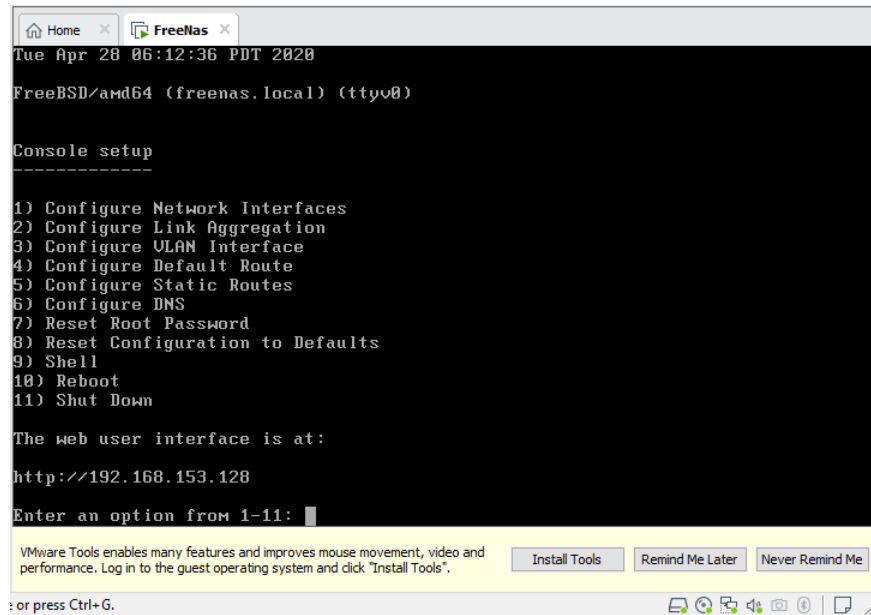 Home
FreeNas
Tue Apr 28 06:12:36 PDT 2020
FreeBSD/amd64 (freenas.local) (ttyv0)
Console setup
-------------
1) Configure Network Interfaces
2) Configure Link Aggregation
3) Configure VLAN Interface
4) Configure Default Route
5) Configure Static Routes
6) Configure DNS
7) Reset Root Password
8) Reset Configuration to Defaults
9) Shell
10) Reboot
11) Shut Down
The web user interface is at:
http://192.168.153.128
Enter an option from 1-11:
VMware Tools enables many features and improves mouse movement, video and
performance. Log in to the guest operating system and click "Install Tools".
Install Tools
Remind Me Later
Never Remind Me
or press Ctrl+G.